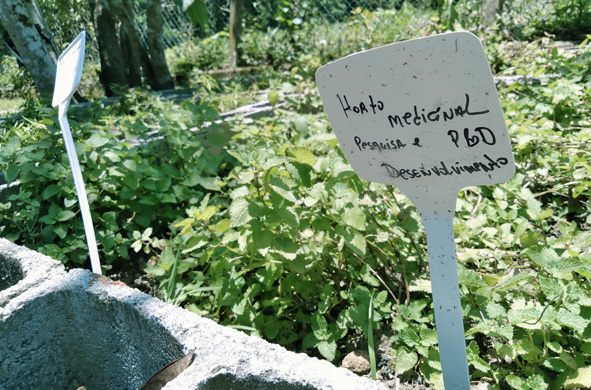 Horto medicinal
Pesquisa e P&D
Desenvolvimento